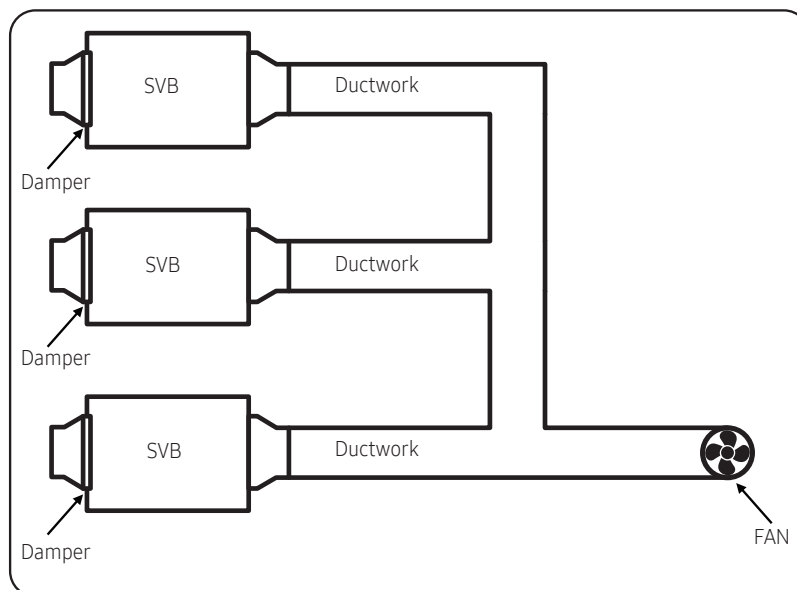 SVB
Ductwork
Damper
SVB
Ductwork
Damper
SVB
Ductwork
Damper
FAN